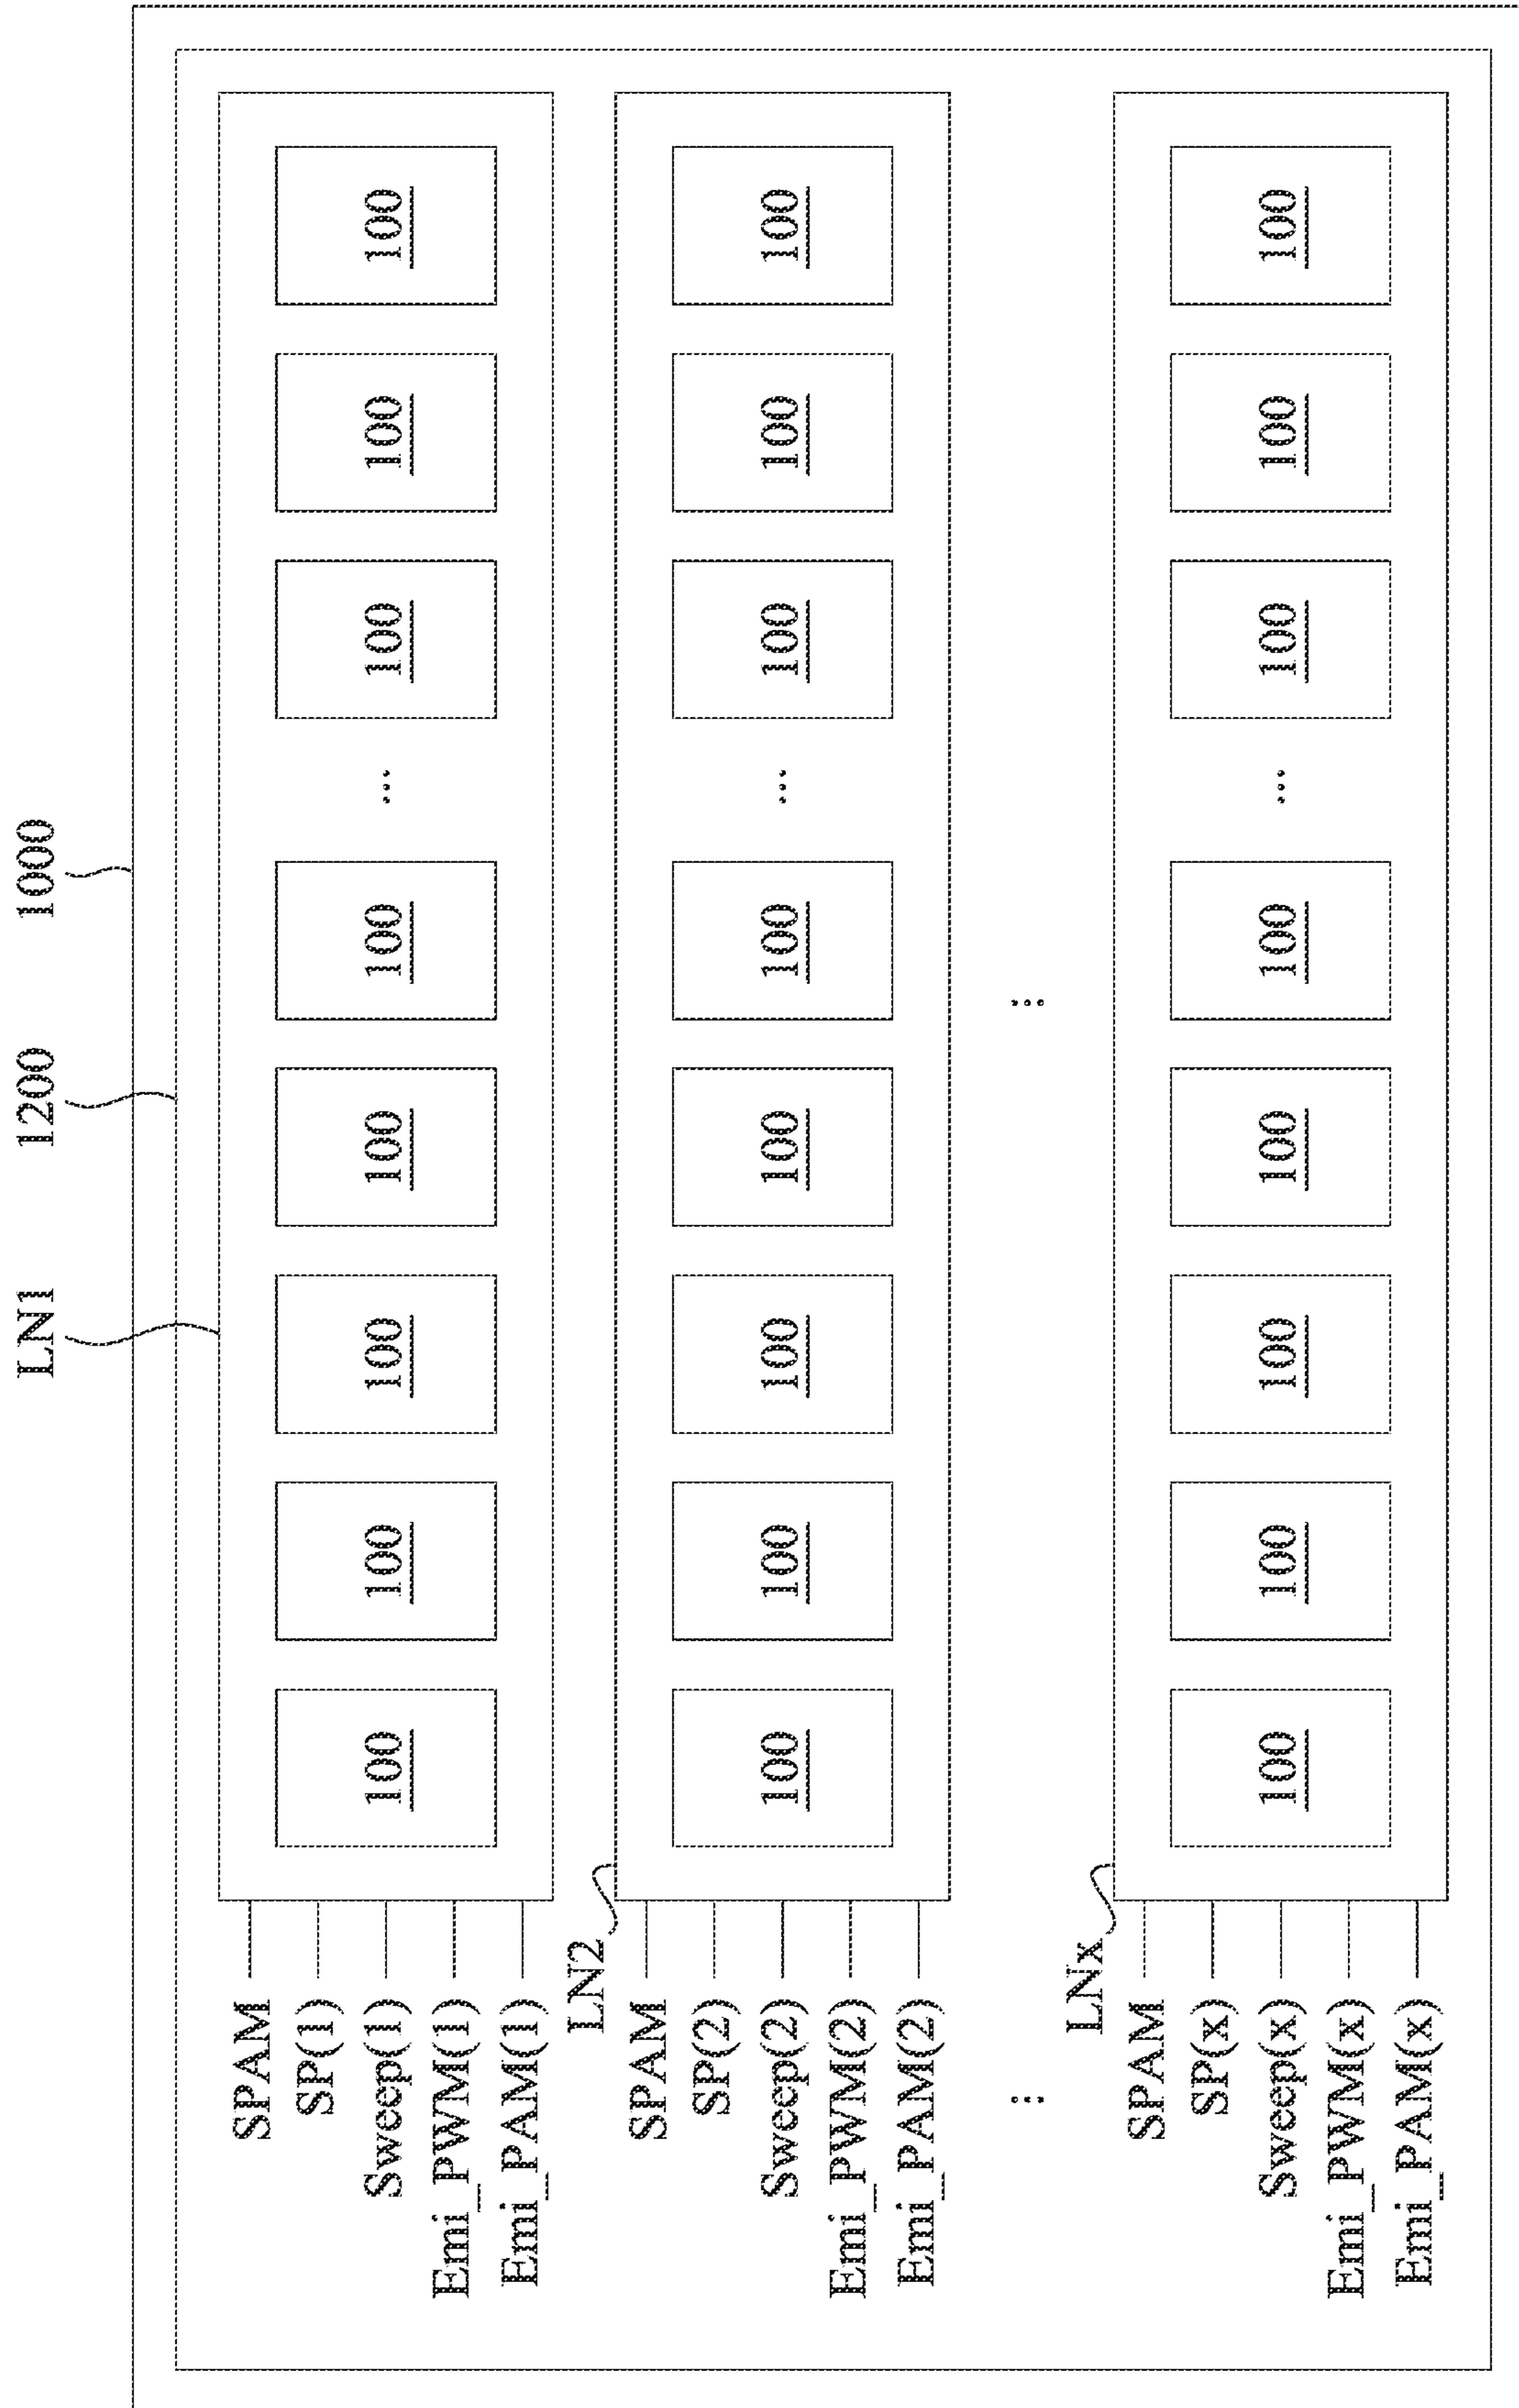 1000
1200
LN1
SPAM
SP(1)
Sweep(1)
Emi_PWM(1)
Emi_PAM(1)
100 100 100 100 ... 100 100 100
100
LN2
SPAM
SP(2)
Sweep(2)
Emi_PWM(2)
Emi_PAM(2)
100 100 100 100 100 ... 100 100 100
...
...
LNx
SPAM
SP(x)
Sweep(x)
Emi_PWM(x)
Emi_PAM(x)
100 100 100 100 100 ... 100 100 100